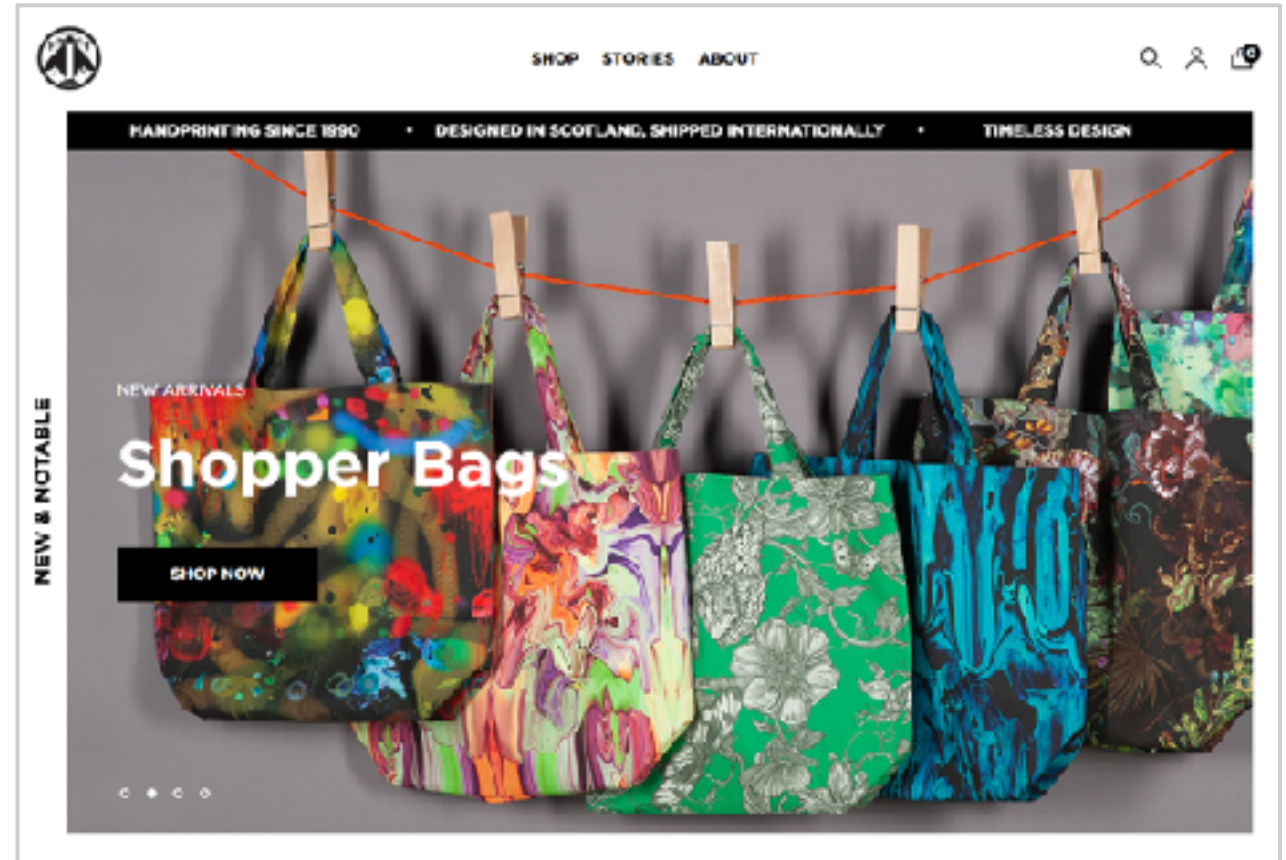 SHOP STORIES ABOUT
0
HANDPRINTING SINCE 1990 • DESIGNED IN SCOTLAND, SHIPPED INTERNATIONALLY • TIMELESS DESIGN
NEW & NOTABLE
NEW ARRIVALS
Shopper Bags
SHOP NOW